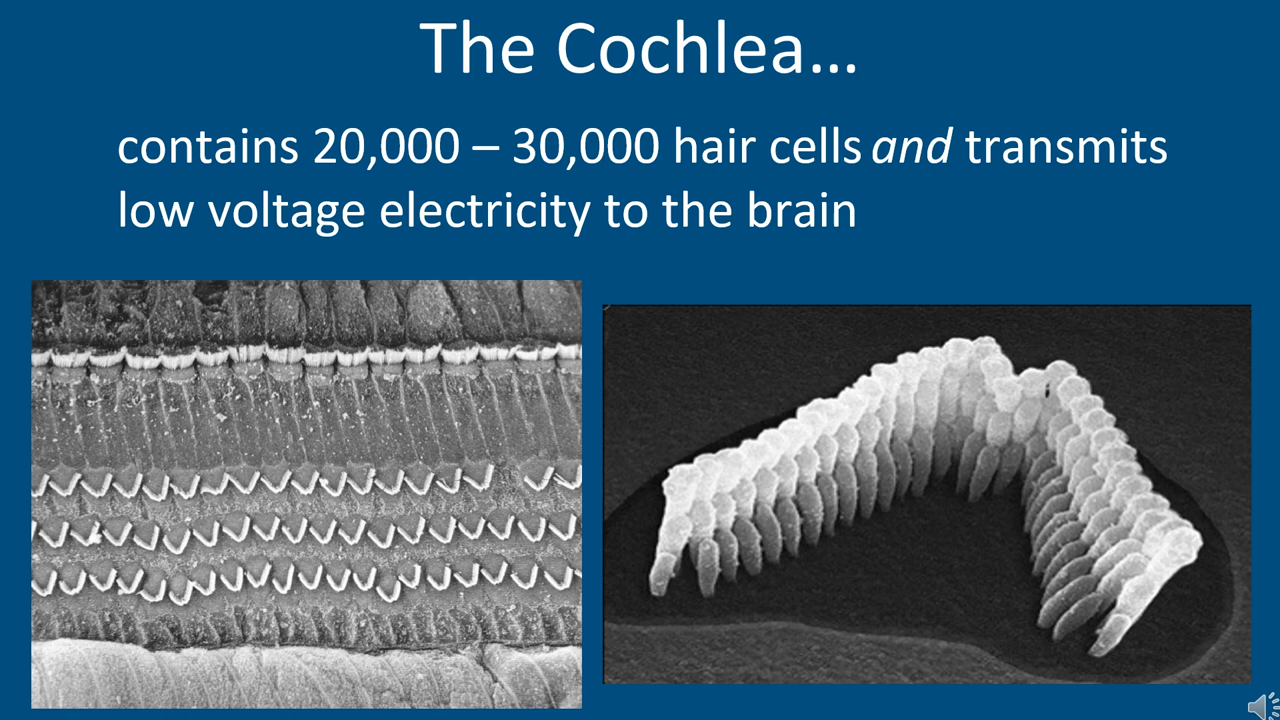 The Cochlea…
contains 20,000 – 30,000 hair cells and transmits
low voltage electricity to the brain